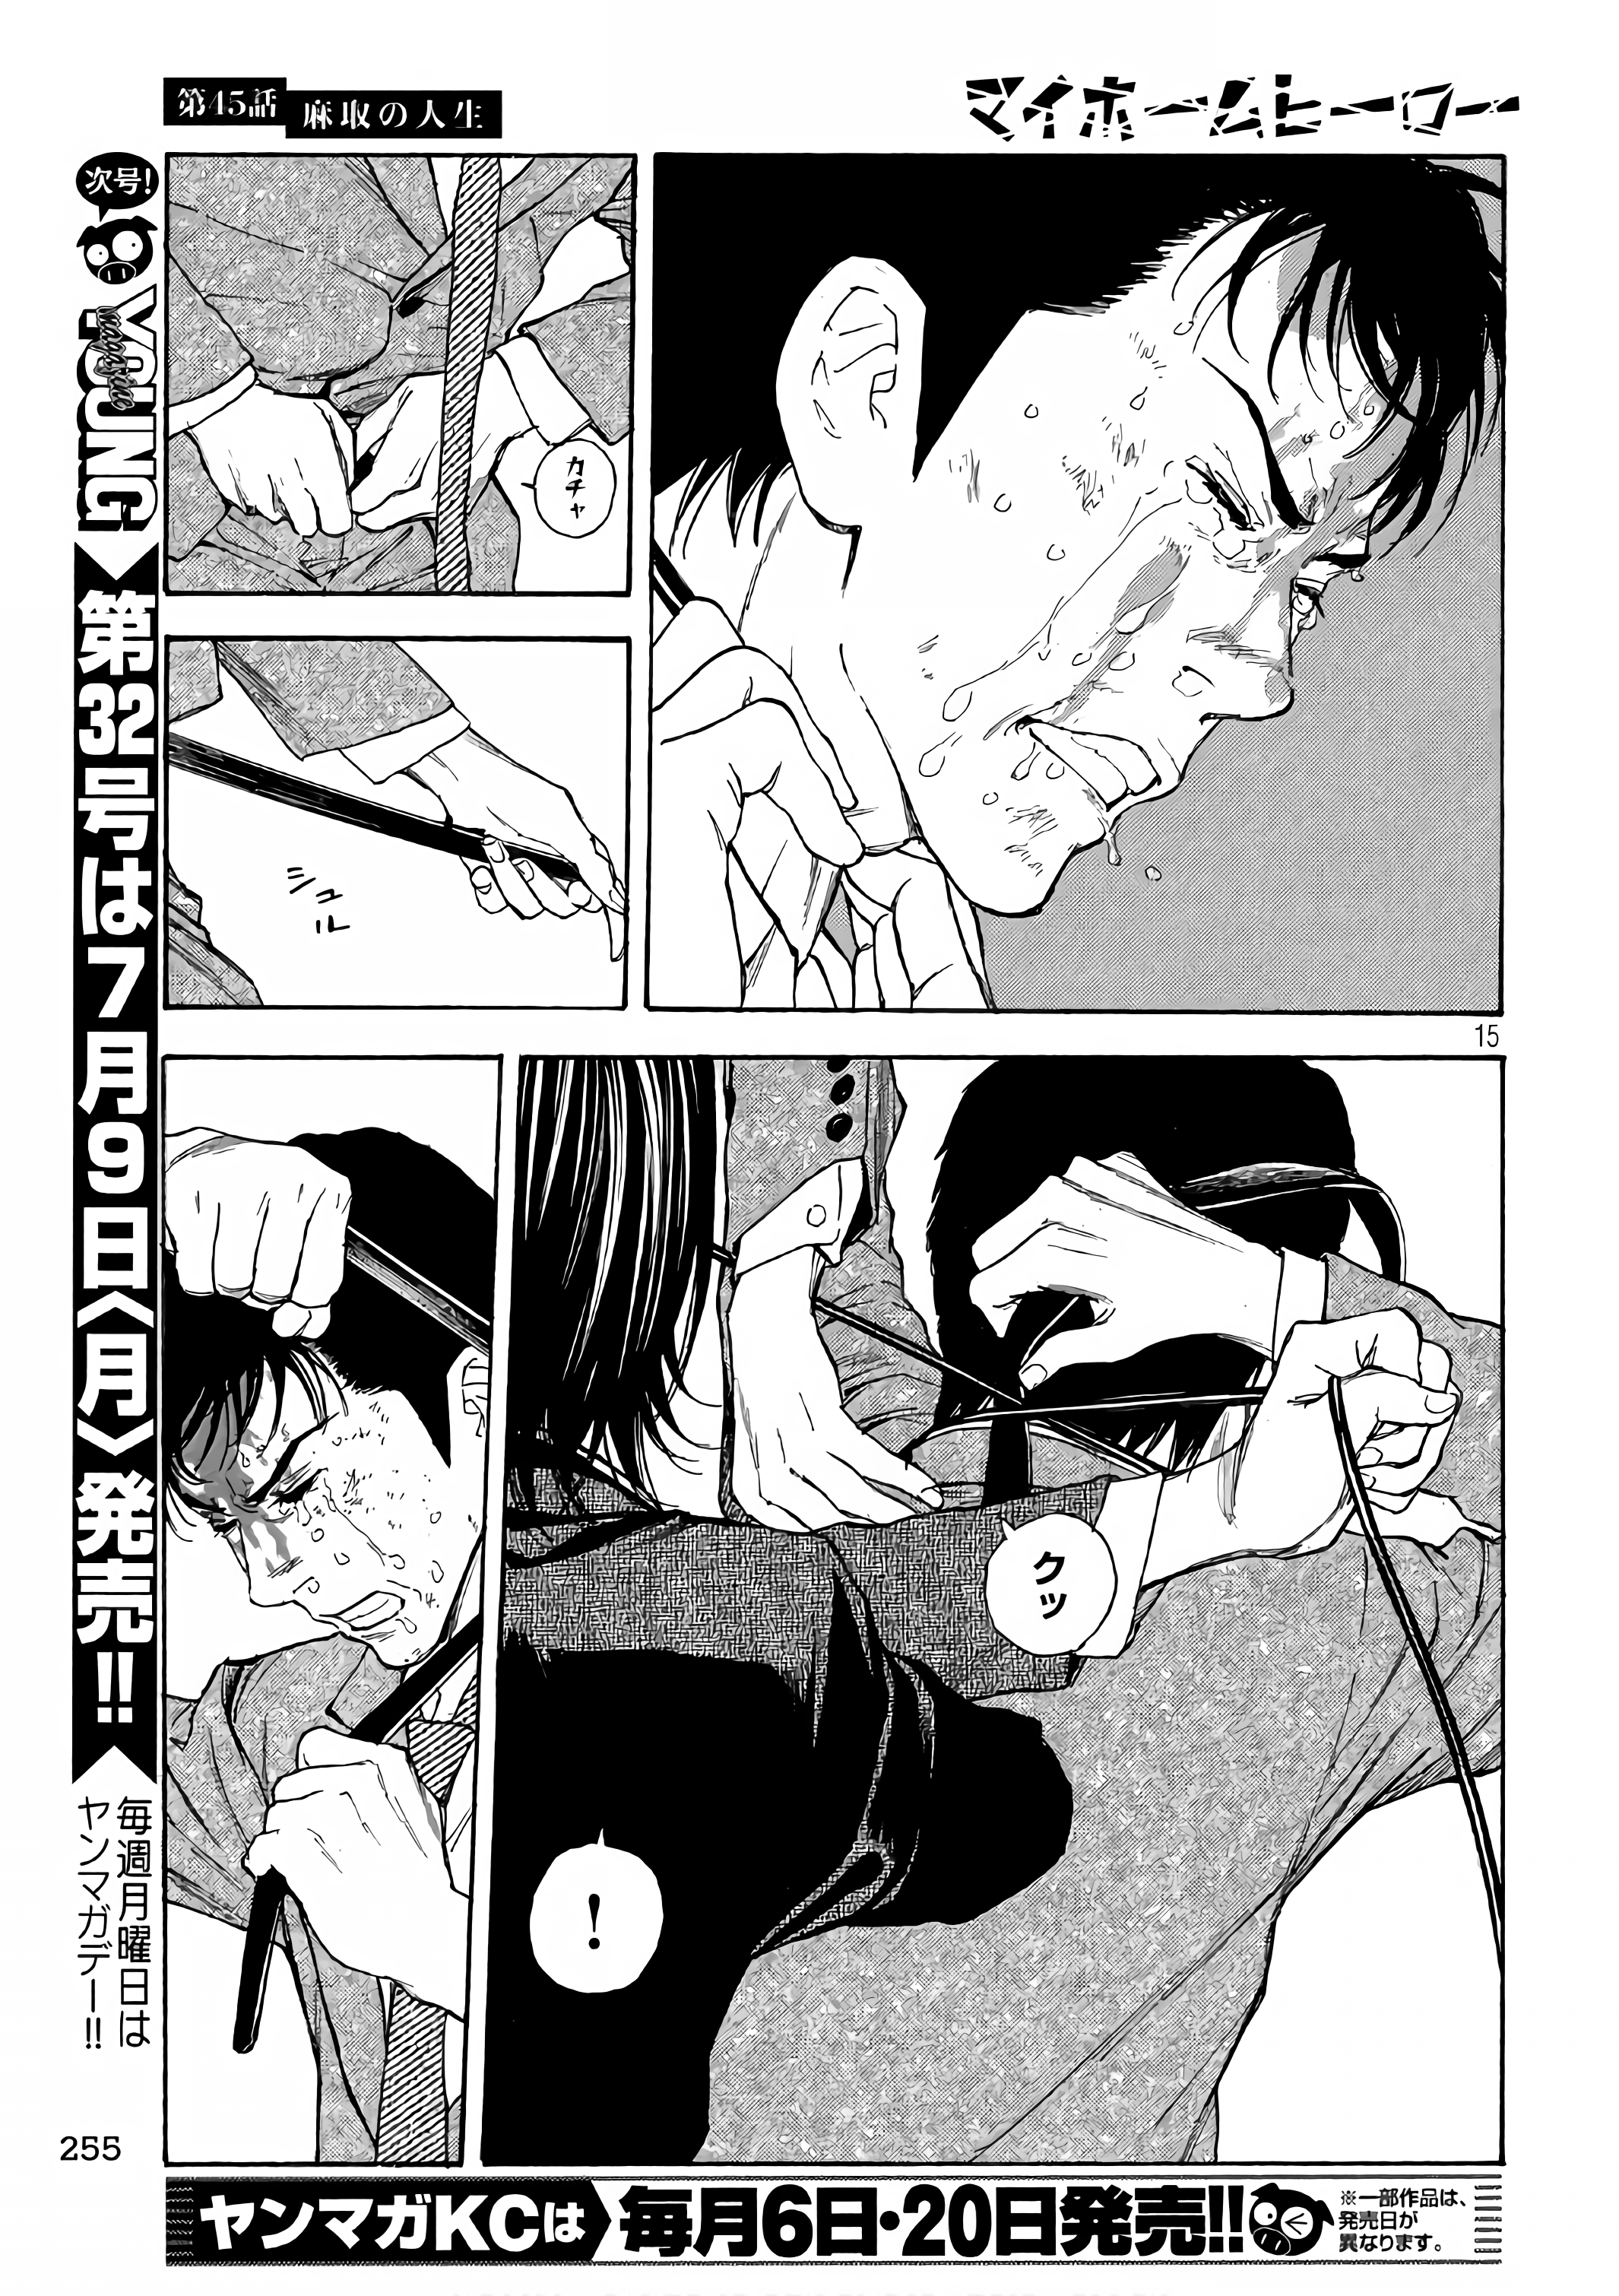 マイホームヒーロー
第45話
麻取の人生
カチャ
シュル
15
クッ
！
次号！
YOUNG
magazine
第32号は7月9日〈月〉発売!!
毎週月曜日は
ヤンマガデー!!
255
ヤンマガKCは
毎月6日・20日発売!!
※一部作品は、
発売日が
異なります。